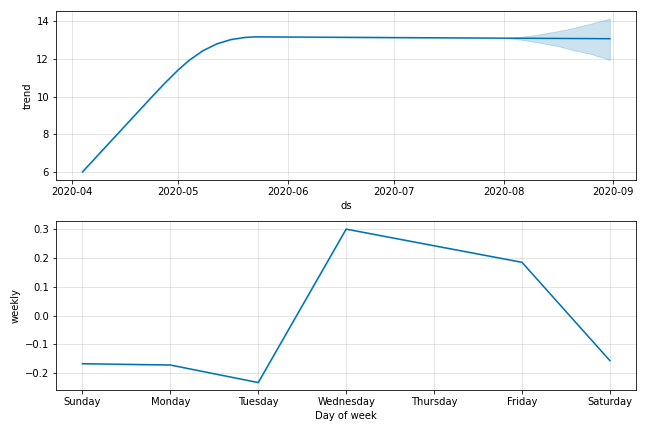 14
12
10
8
6
trend
2020-04 2020-05 2020-06 2020-07 2020-08 2020-09
ds
0.3
0.2
0.1
0.0
−0.1
−0.2
weekly
Sunday Monday Tuesday Wednesday Thursday Friday Saturday
Day of week